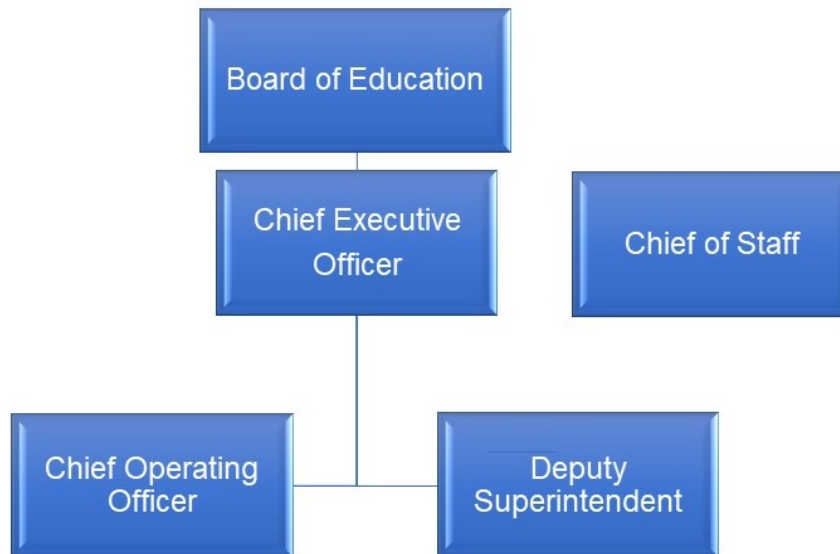 Board of Education
Chief Executive
Officer
Chief of Staff
Chief Operating
Officer
Deputy
Superintendent